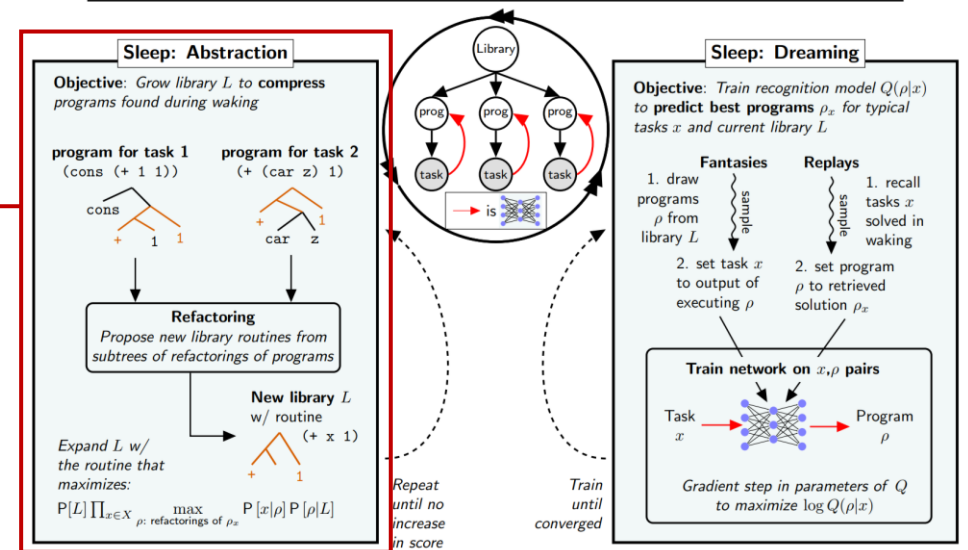 Sleep: Abstraction
Objective: Grow library L to compress
programs found during waking
program for task 1
(cons (+ 1 1))
cons
+
1
1
program for task 2
(+ (car z) 1)
+
car
z
1
Refactoring
Propose new library routines from
subtrees of refactorings of programs
New library L
w/ routine
(+ x 1)
+
1
Expand L w/
the routine that
maximizes:
P[L] ∏x∈X max P[x|ρ] P[ρ|L]
ρ: refactorings of ρx
Library
prog
prog
prog
task
task
task
is
Repeat
until no
increase
in score
Train
until
converged
Sleep: Dreaming
Objective: Train recognition model Q(ρ|x)
to predict best programs ρx for typical
tasks x and current library L
Fantasies
1. draw
programs
ρ from
library L
sample
2. set task x
to output of
executing ρ
Replays
sample
1. recall
tasks x
solved in
waking
2. set program
ρ to retrieved
solution ρx
Train network on x,ρ pairs
Task
x
Program
ρ
Gradient step in parameters of Q
to maximize log Q(ρ|x)